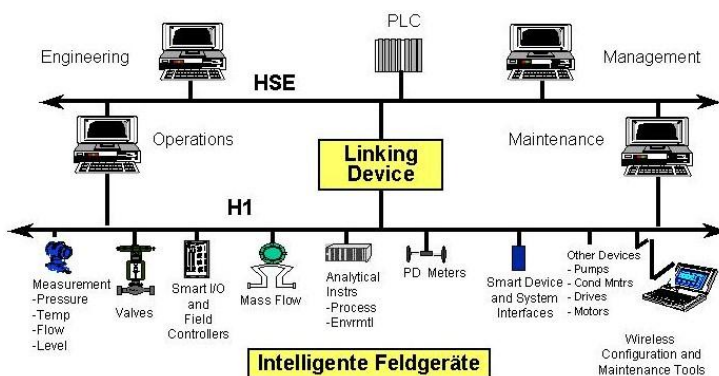 Engineering
PLC
Management
HSE
Operations
Linking
Device
Maintenance
H1
Measurement
-Pressure
-Temp
-Flow
-Level
Valves
Smart I/O
and
Field
Controllers
Mass Flow
Analytical
Instrs
-Process
-Envrmtl
PD Meters
Smart Device
and System
Interfaces
Other Devices
- Pumps
- Cond Mntrs
- Drives
- Motors
Wireless
Configuration and
Maintenance Tools
Intelligente Feldgeräte